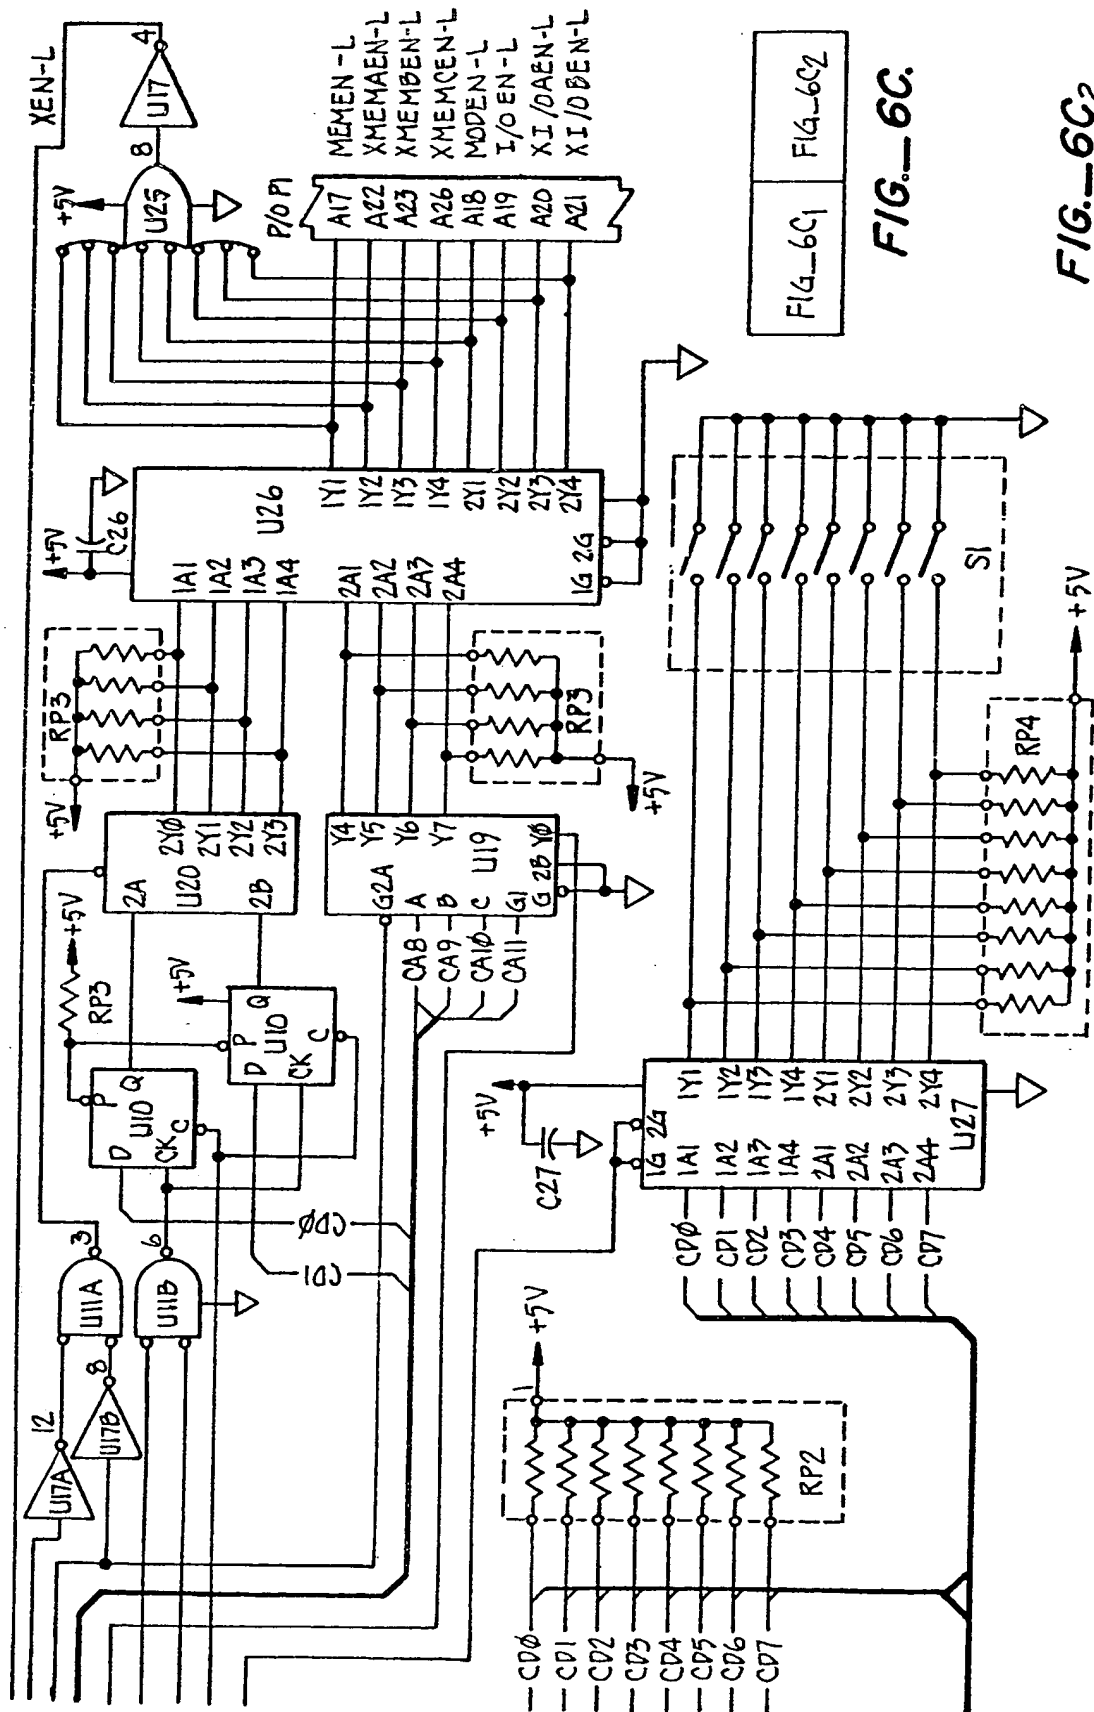 XEN-L
4
U17
8
+5V
U25
P/O P1
A17 MEMEN-L
A22 XMEMAEN-L
A23 XMEMBEN-L
A26 XMEMCEN-L
A18 MODEN-L
A19 I/OEN-L
A20 XI/OAEN-L
A21 XI/OBEN-L
+5V
C26
U26
1A1
1A2
1A3
1A4
2A1
2A2
2A3
2A4
1Y1
1Y2
1Y3
1Y4
2Y1
2Y2
2Y3
2Y4
1G 2G
RP3
+5V
RP3
+5V
2A
2B
U20
2Y0
2Y1
2Y2
2Y3
G2A
A
B
C
G1
G 2B Y0
U19
Y4
Y5
Y6
Y7
CA8
CA9
CA10
CA11
+5V
RP3
D
P
Q
U10
CK
C
+5V
D
P
Q
U10
CK
C
CD0
CD1
3
U11A
6
U11B
12
U17A
8
U17B
+5V
C27
1G 2G
1A1
1A2
1A3
1A4
2A1
2A2
2A3
2A4
1Y1
1Y2
1Y3
1Y4
2Y1
2Y2
2Y3
2Y4
U27
CD0
CD1
CD2
CD3
CD4
CD5
CD6
CD7
S1
RP4
+5V
1
+5V
RP2
CD0
CD1
CD2
CD3
CD4
CD5
CD6
CD7
FIG_6C1 FIG_6C2
FIG._6C.
FIG._6C2